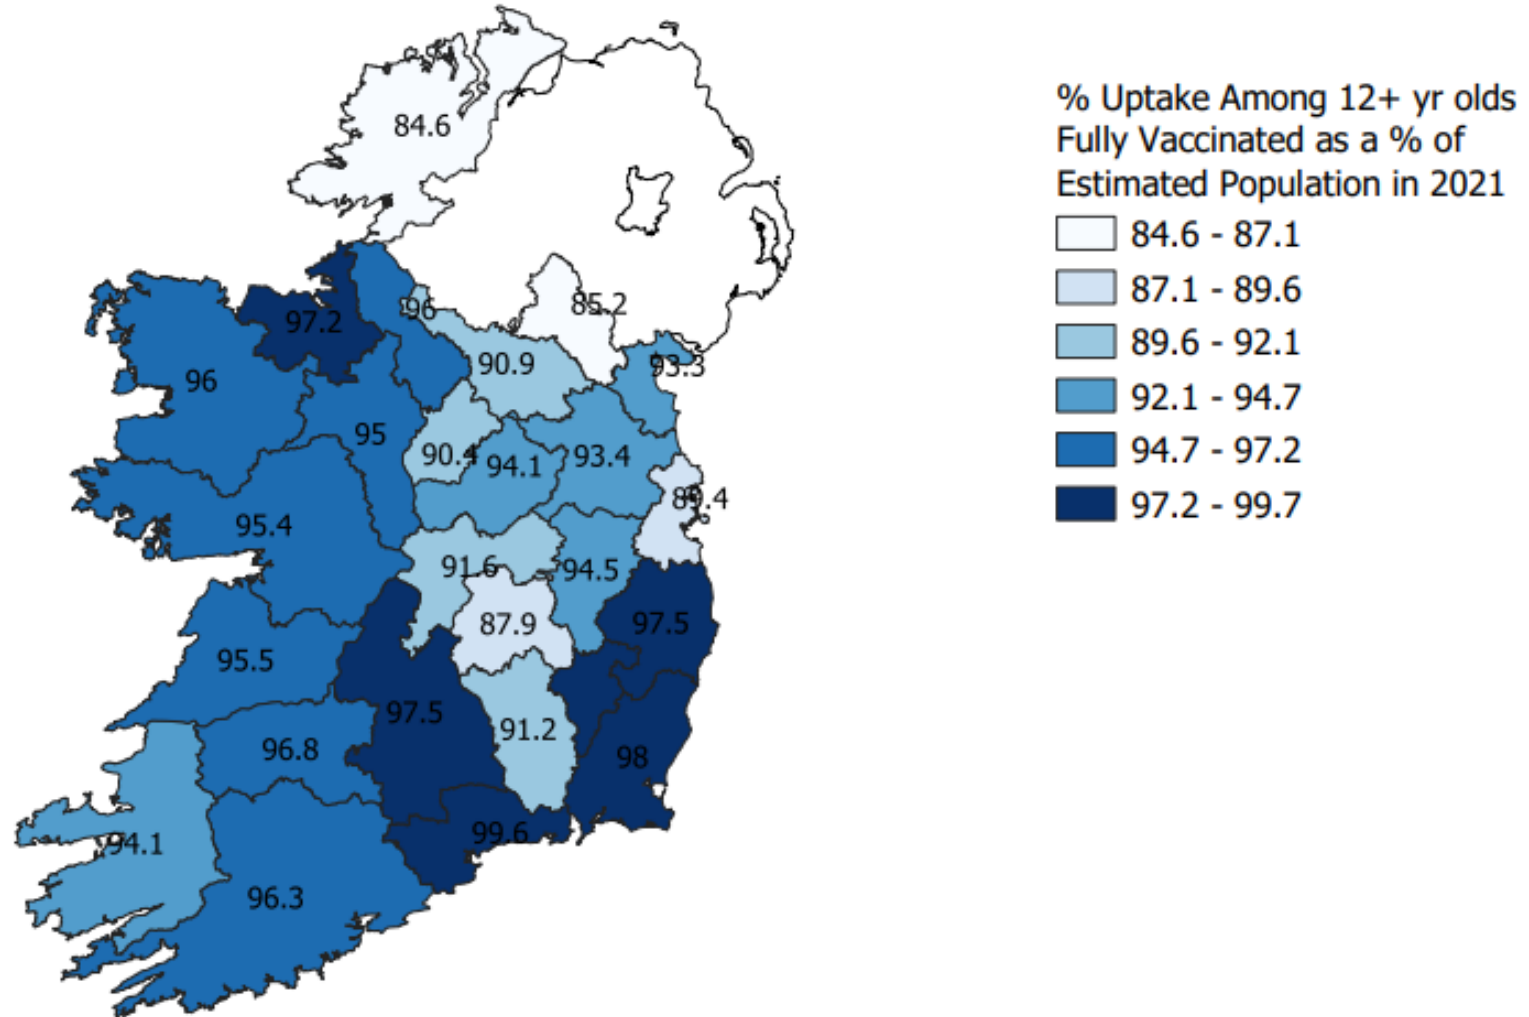 % Uptake Among 12+ yr olds
Fully Vaccinated as a % of
Estimated Population in 2021
84.6 - 87.1
87.1 - 89.6
89.6 - 92.1
92.1 - 94.7
94.7 - 97.2
97.2 - 99.7
84.6
96
85.2
97.2
90.9
93.3
96
95
90.4
94.1
93.4
89.4
95.4
91.6
94.5
87.9
97.5
95.5
97.5
91.2
96.8
98
99.6
94.1
96.3